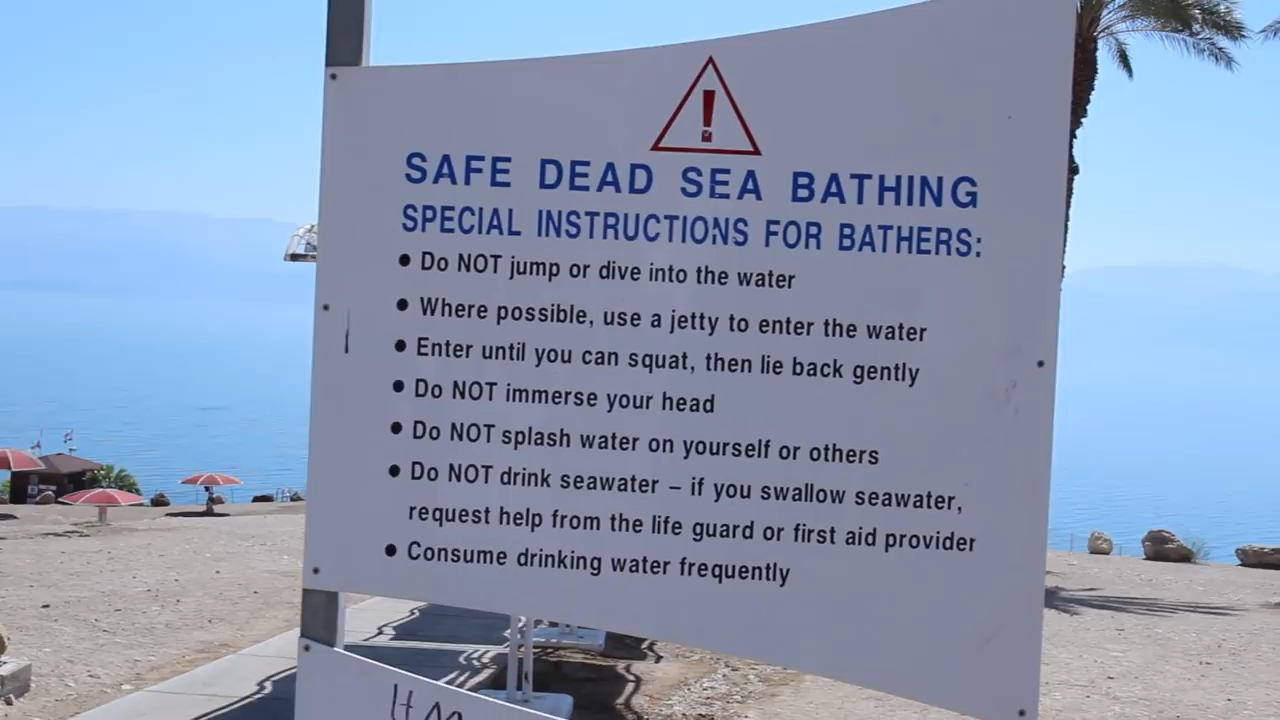 SAFE DEAD SEA BATHING
SPECIAL INSTRUCTIONS FOR BATHERS:
• Do NOT jump or dive into the water
• Where possible, use a jetty to enter the water
• Enter until you can squat, then lie back gently
• Do NOT immerse your head
• Do NOT splash water on yourself or others
• Do NOT drink seawater – if you swallow seawater,
request help from the life guard or first aid provider
• Consume drinking water frequently